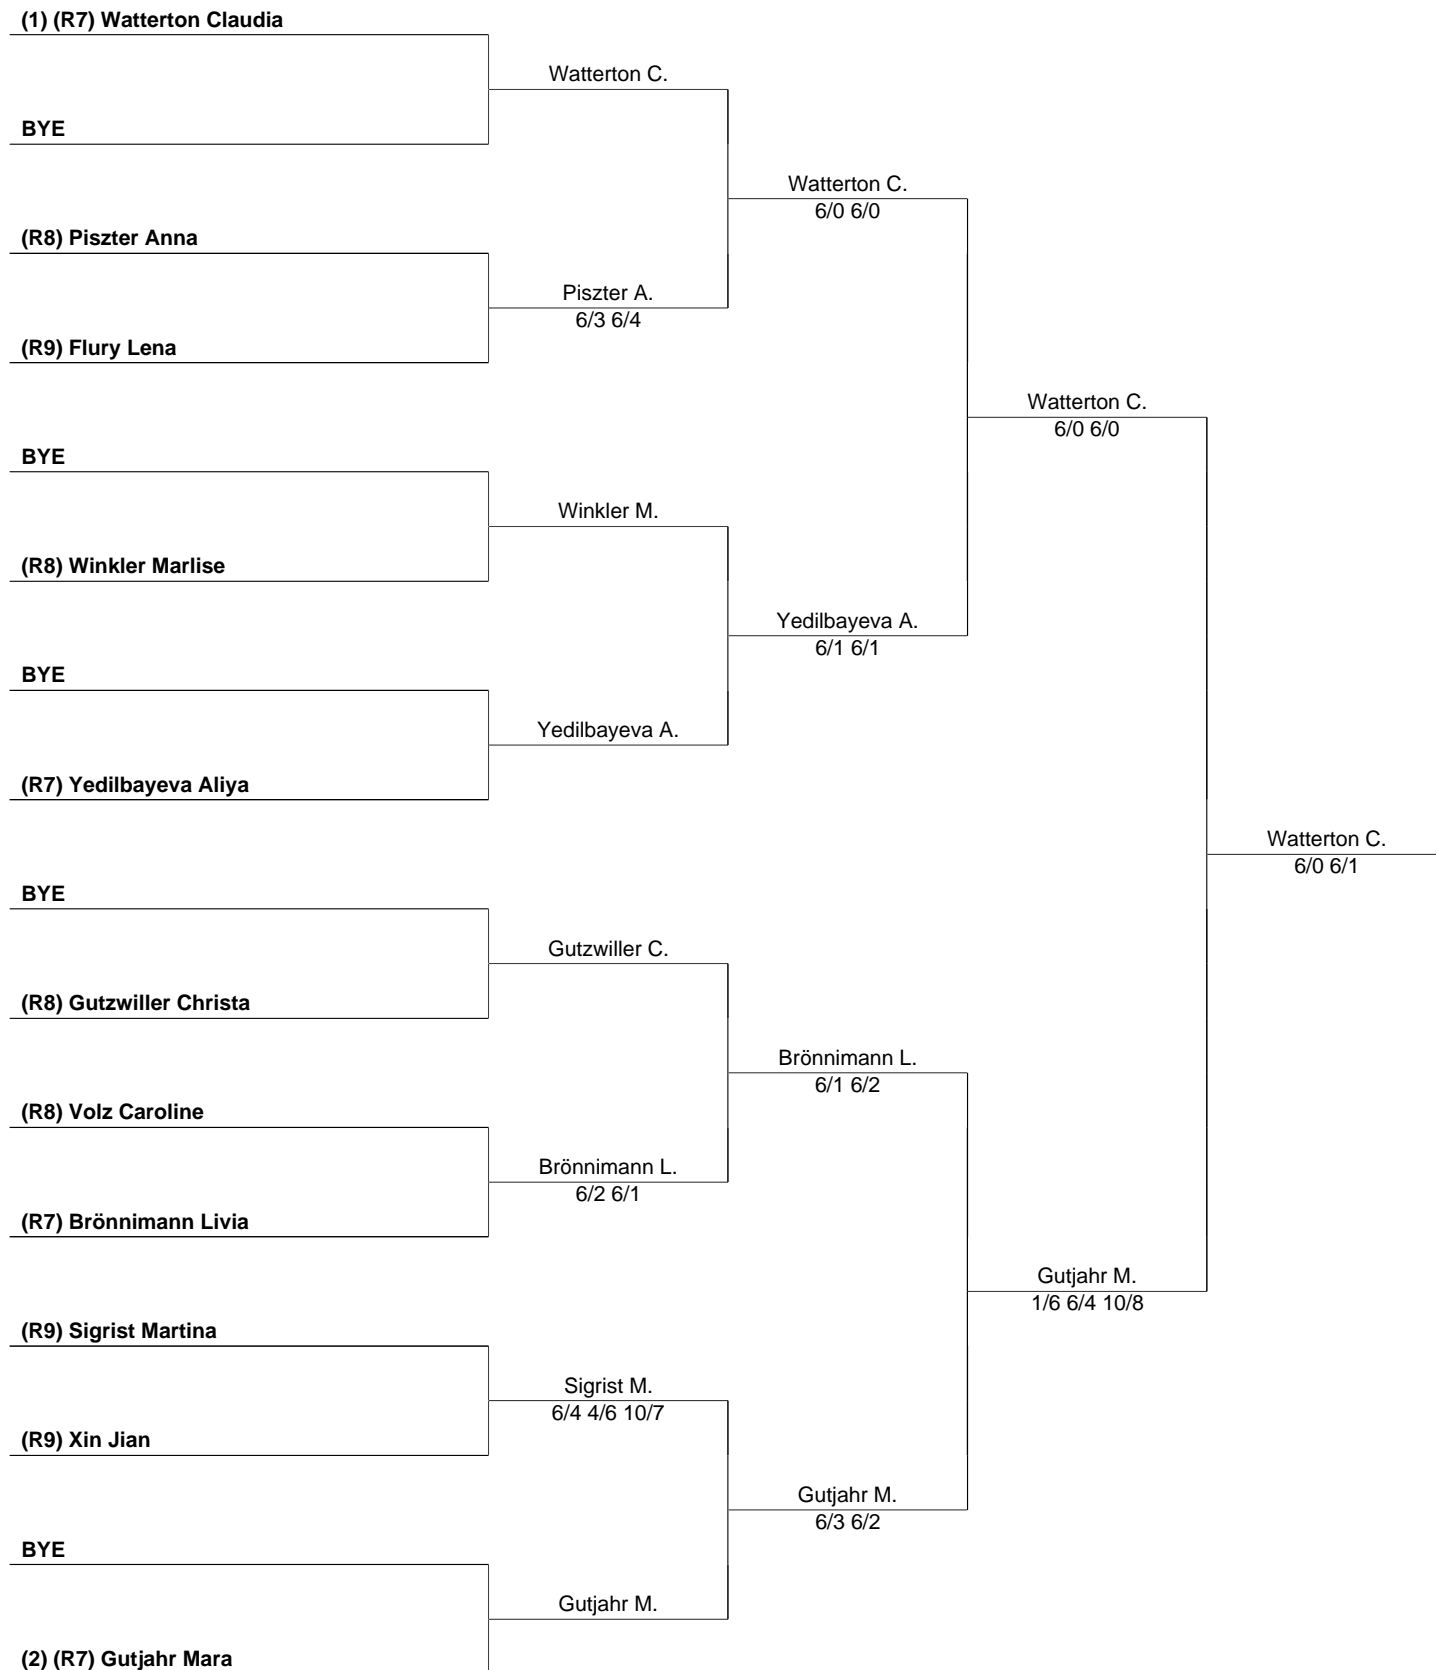 (1) (R7) Watterton Claudia
Watterton C.
BYE
Watterton C.
6/0 6/0
(R8) Piszter Anna
Piszter A.
6/3 6/4
(R9) Flury Lena
Watterton C.
6/0 6/0
BYE
Winkler M.
(R8) Winkler Marlise
Yedilbayeva A.
6/1 6/1
BYE
Yedilbayeva A.
(R7) Yedilbayeva Aliya
Watterton C.
6/0 6/1
BYE
Gutzwiller C.
(R8) Gutzwiller Christa
Brönnimann L.
6/1 6/2
(R8) Volz Caroline
Brönnimann L.
6/2 6/1
(R7) Brönnimann Livia
Gutjahr M.
1/6 6/4 10/8
(R9) Sigrist Martina
Sigrist M.
6/4 4/6 10/7
(R9) Xin Jian
Gutjahr M.
6/3 6/2
BYE
Gutjahr M.
(2) (R7) Gutjahr Mara